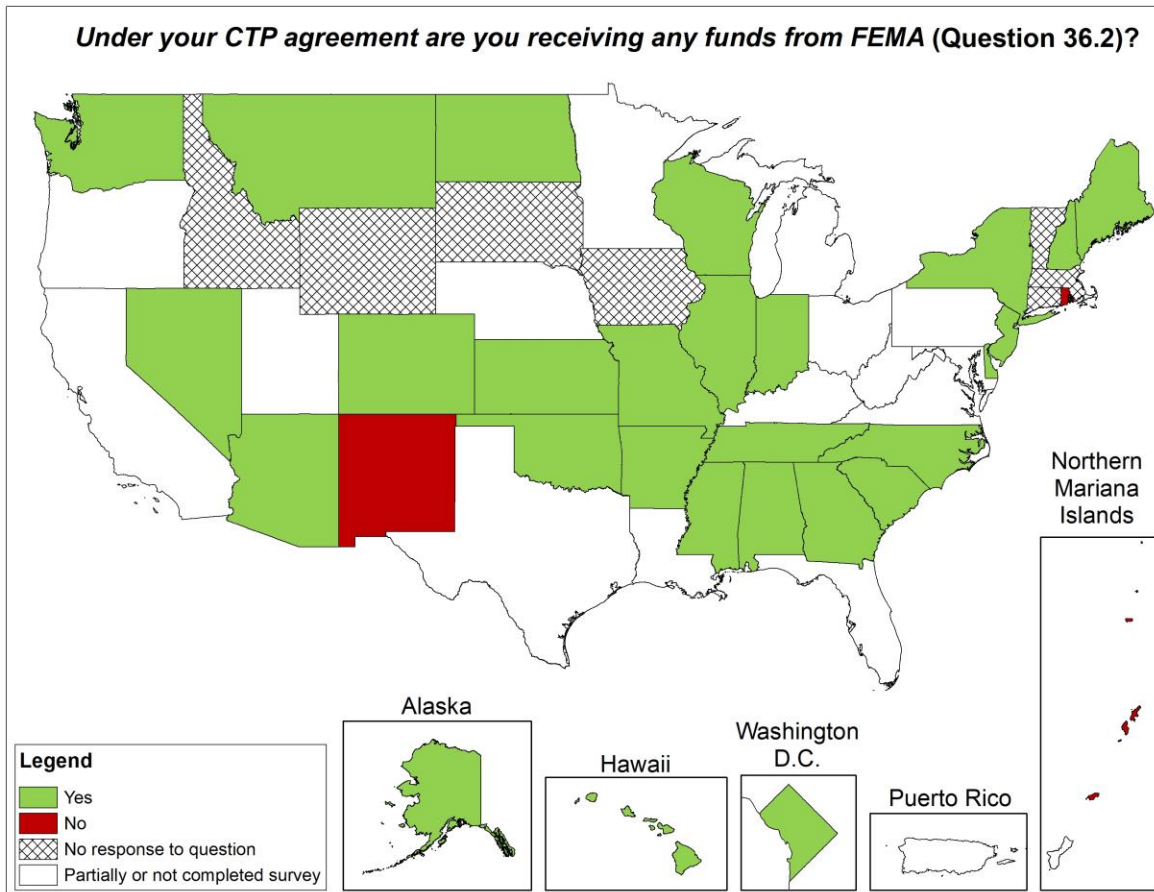 Under your CTP agreement are you receiving any funds from FEMA (Question 36.2)?
Northern
Mariana
Islands
Alaska
Hawaii
Washington
D.C.
Puerto Rico
Legend
Yes
No
No response to question
Partially or not completed survey